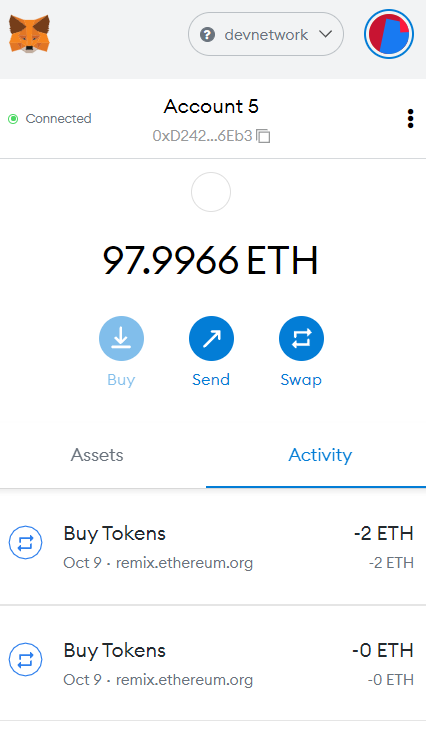 ? devnetwork
Connected
Account 5
0xD242...6Eb3
97.9966 ETH
Buy Send Swap
Assets Activity
Buy Tokens -2 ETH
Oct 9 · remix.ethereum.org -2 ETH
Buy Tokens -0 ETH
Oct 9 · remix.ethereum.org -0 ETH